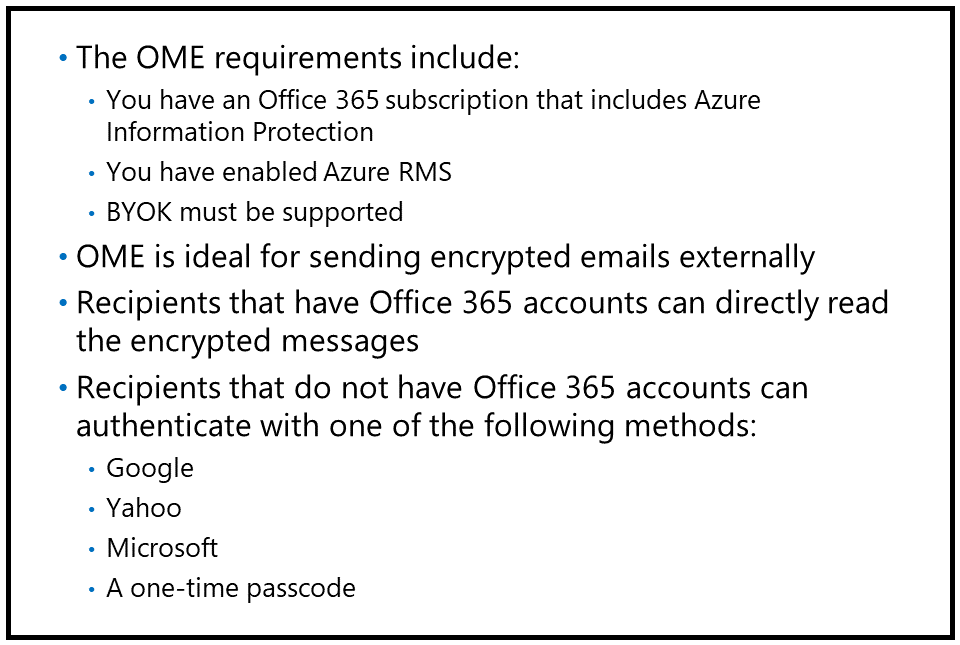 • The OME requirements include:
• You have an Office 365 subscription that includes Azure
Information Protection
• You have enabled Azure RMS
• BYOK must be supported
• OME is ideal for sending encrypted emails externally
• Recipients that have Office 365 accounts can directly read
the encrypted messages
• Recipients that do not have Office 365 accounts can
authenticate with one of the following methods:
• Google
• Yahoo
• Microsoft
• A one-time passcode